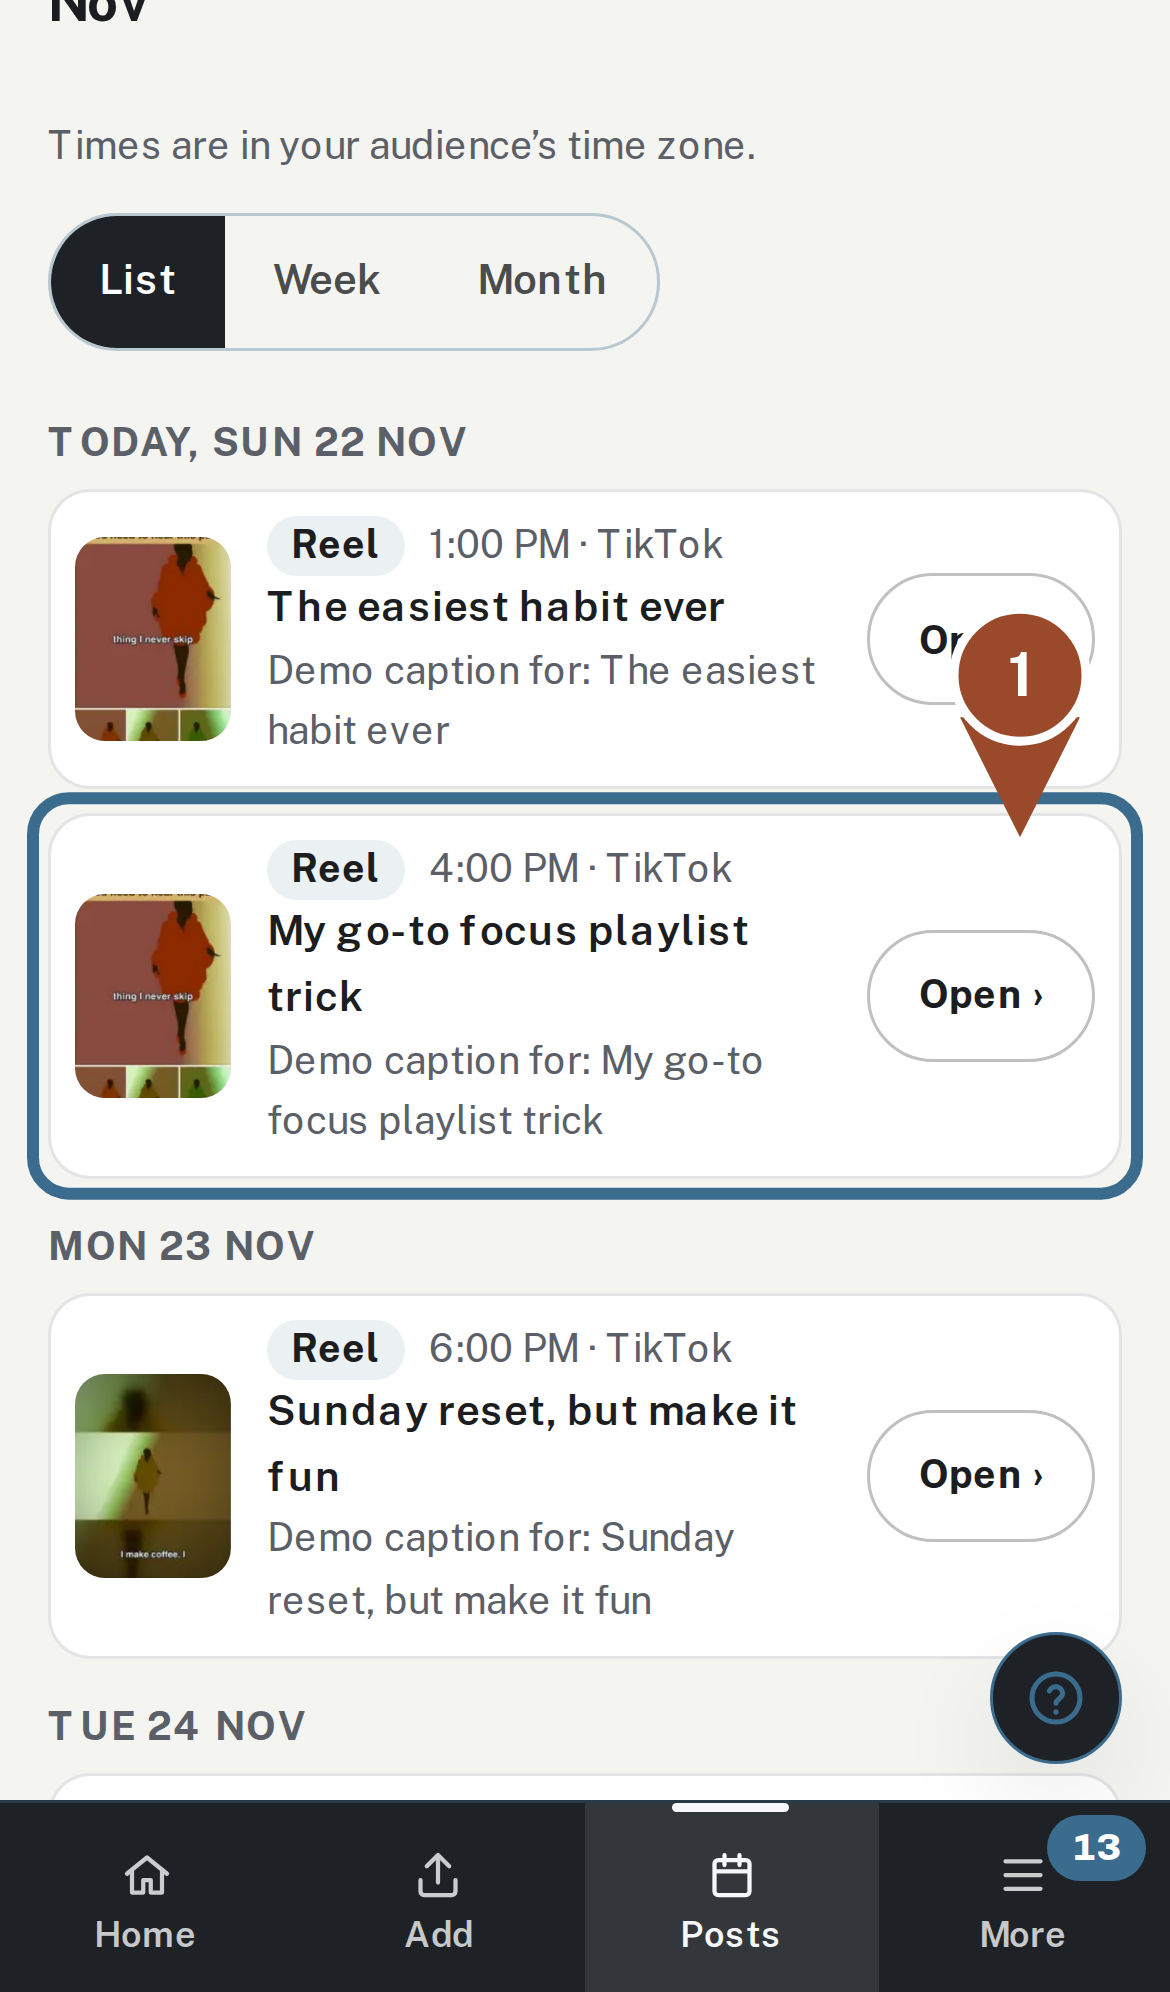 Nov
Times are in your audience’s time zone.
List Week Month
TODAY, SUN 22 NOV
Reel 1:00 PM · TikTok
The easiest habit ever
Demo caption for: The easiest
habit ever
thing I never skip
1
Reel 4:00 PM · TikTok
My go-to focus playlist
trick
Demo caption for: My go-to
focus playlist trick
thing I never skip
Open ›
MON 23 NOV
Reel 6:00 PM · TikTok
Sunday reset, but make it
fun
Demo caption for: Sunday
reset, but make it fun
I make coffee. I
Open ›
TUE 24 NOV
13
Home Add Posts More